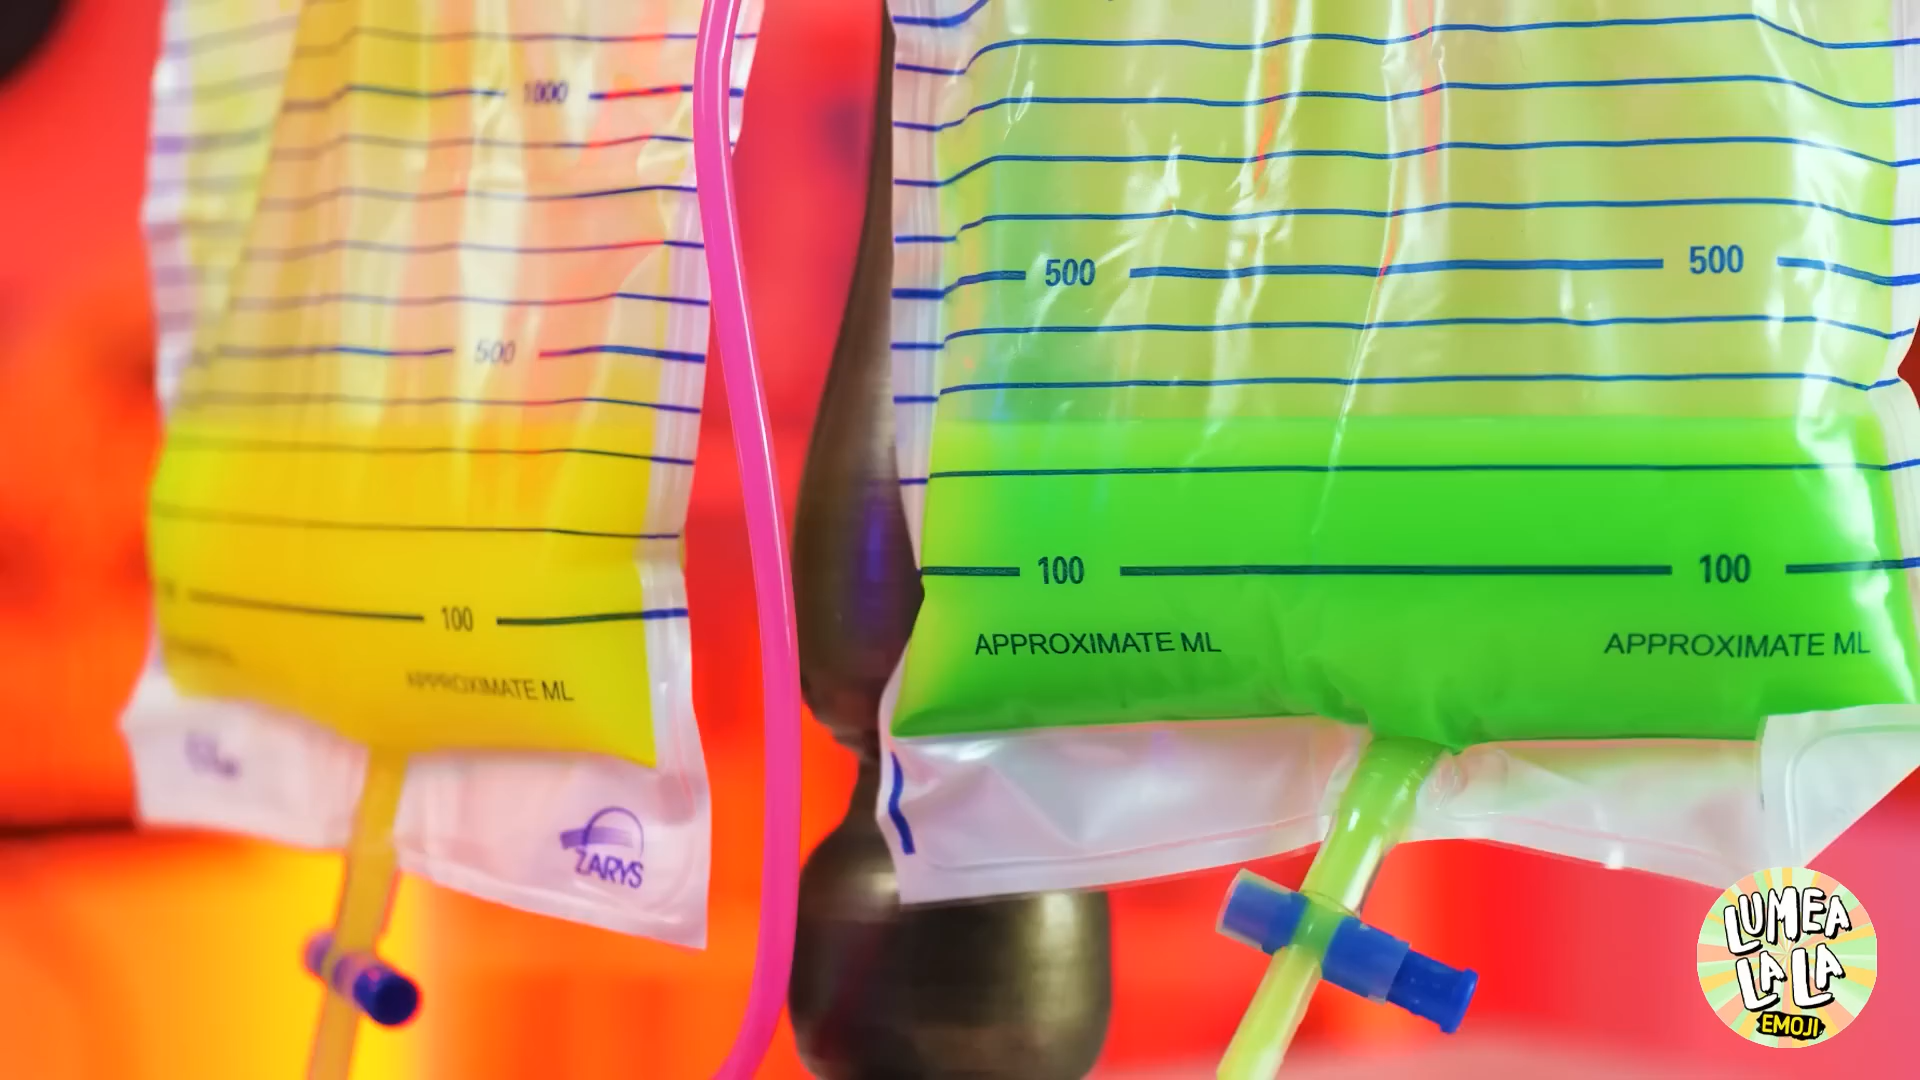 1000
500
100
APPROXIMATE ML
ZARYS
500
500
100
100
APPROXIMATE ML
APPROXIMATE ML
LUMEA
LA LA
EMOJI